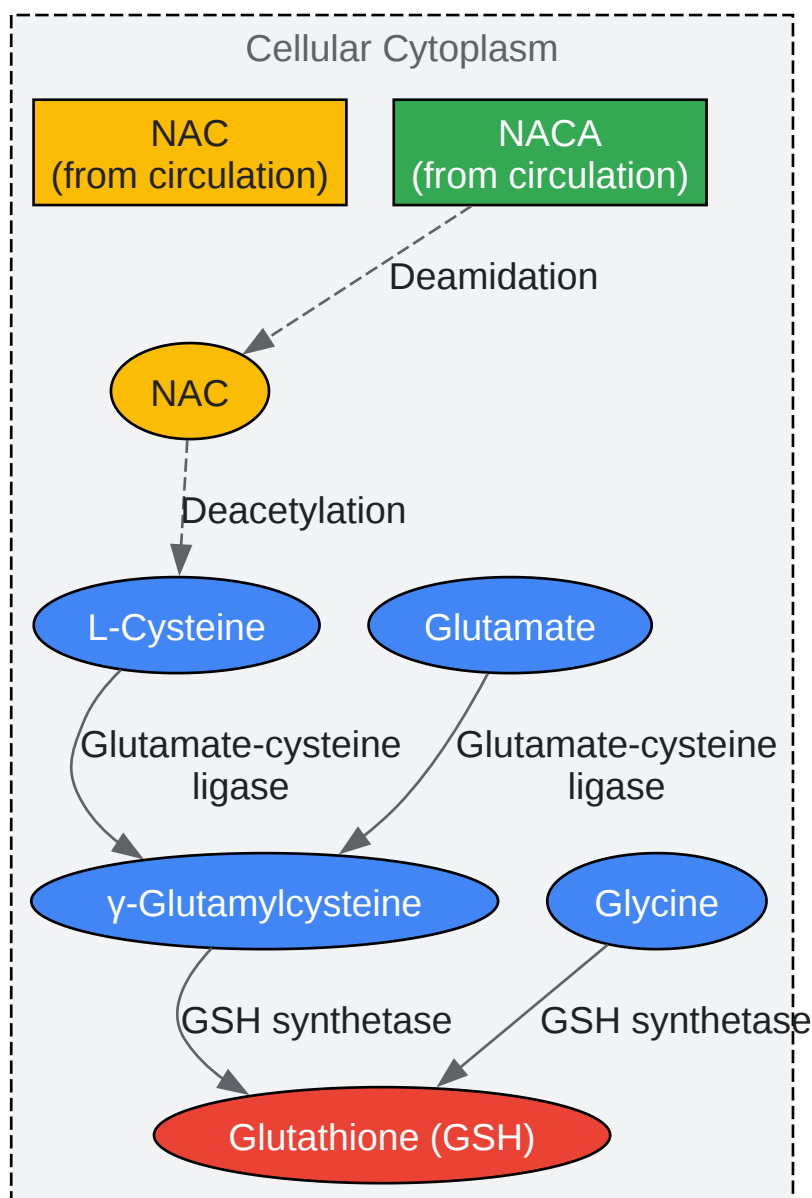 Cellular Cytoplasm
NAC
(from circulation)
NACA
(from circulation)
Deamidation
NAC
Deacetylation
L-Cysteine
Glutamate
Glutamate-cysteine
ligase
Glutamate-cysteine
ligase
γ-Glutamylcysteine
Glycine
GSH synthetase
GSH synthetase
Glutathione (GSH)